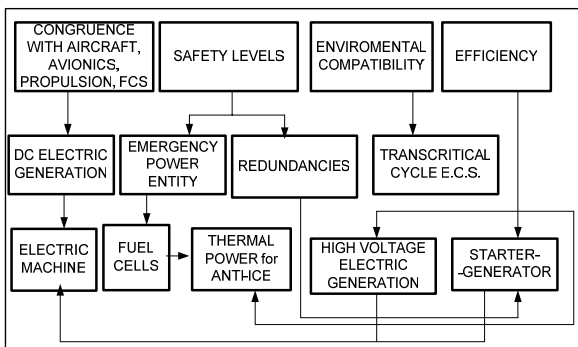 CONGRUENCE
WITH AIRCRAFT,
AVIONICS,
PROPULSION, FCS
SAFETY LEVELS
ENVIROMENTAL
COMPATIBILITY
EFFICIENCY
DC ELECTRIC
GENERATION
EMERGENCY
POWER
ENTITY
REDUNDANCIES
TRANSCRITICAL
CYCLE E.C.S.
ELECTRIC
MACHINE
FUEL
CELLS
THERMAL
POWER for
ANTI-ICE
HIGH VOLTAGE
ELECTRIC
GENERATION
STARTER-
-GENERATOR